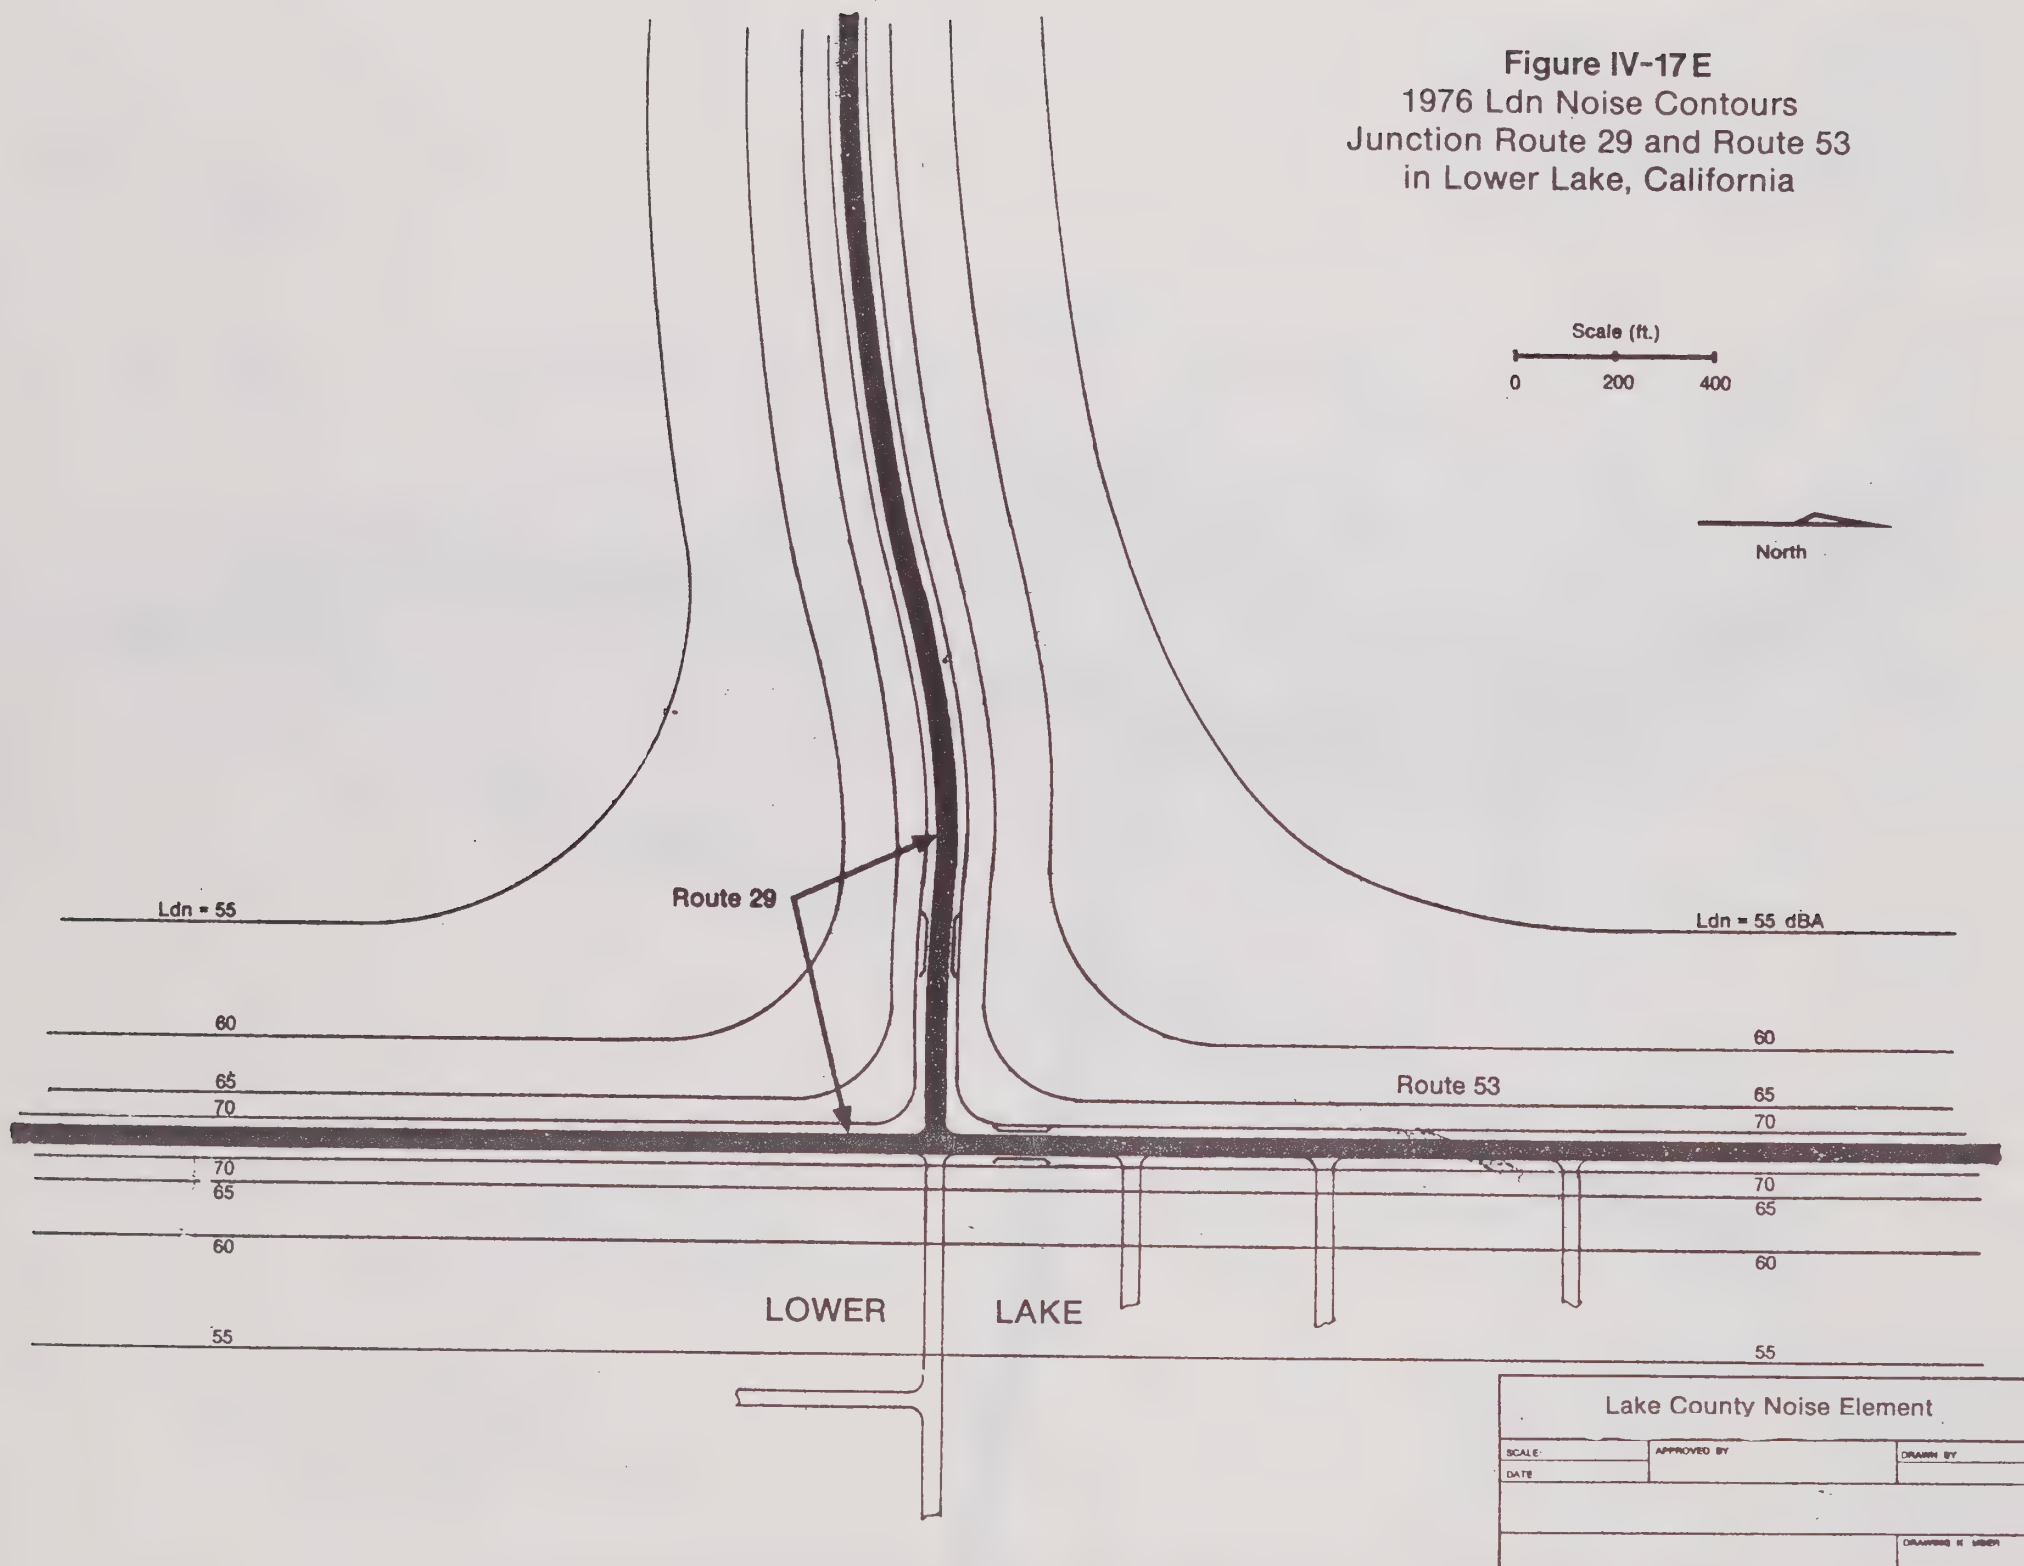 Figure IV-17E
1976 Ldn Noise Contours
Junction Route 29 and Route 53
in Lower Lake, California
Scale (ft.)
0 200 400
North
Route 29
Ldn = 55
Ldn = 55 dBA
60
60
Route 53
65
65
70
70
70
70
65
65
60
60
LOWER LAKE
55
55
Lake County Noise Element
SCALE:
APPROVED BY
DRAWN BY
DATE
DRAWING